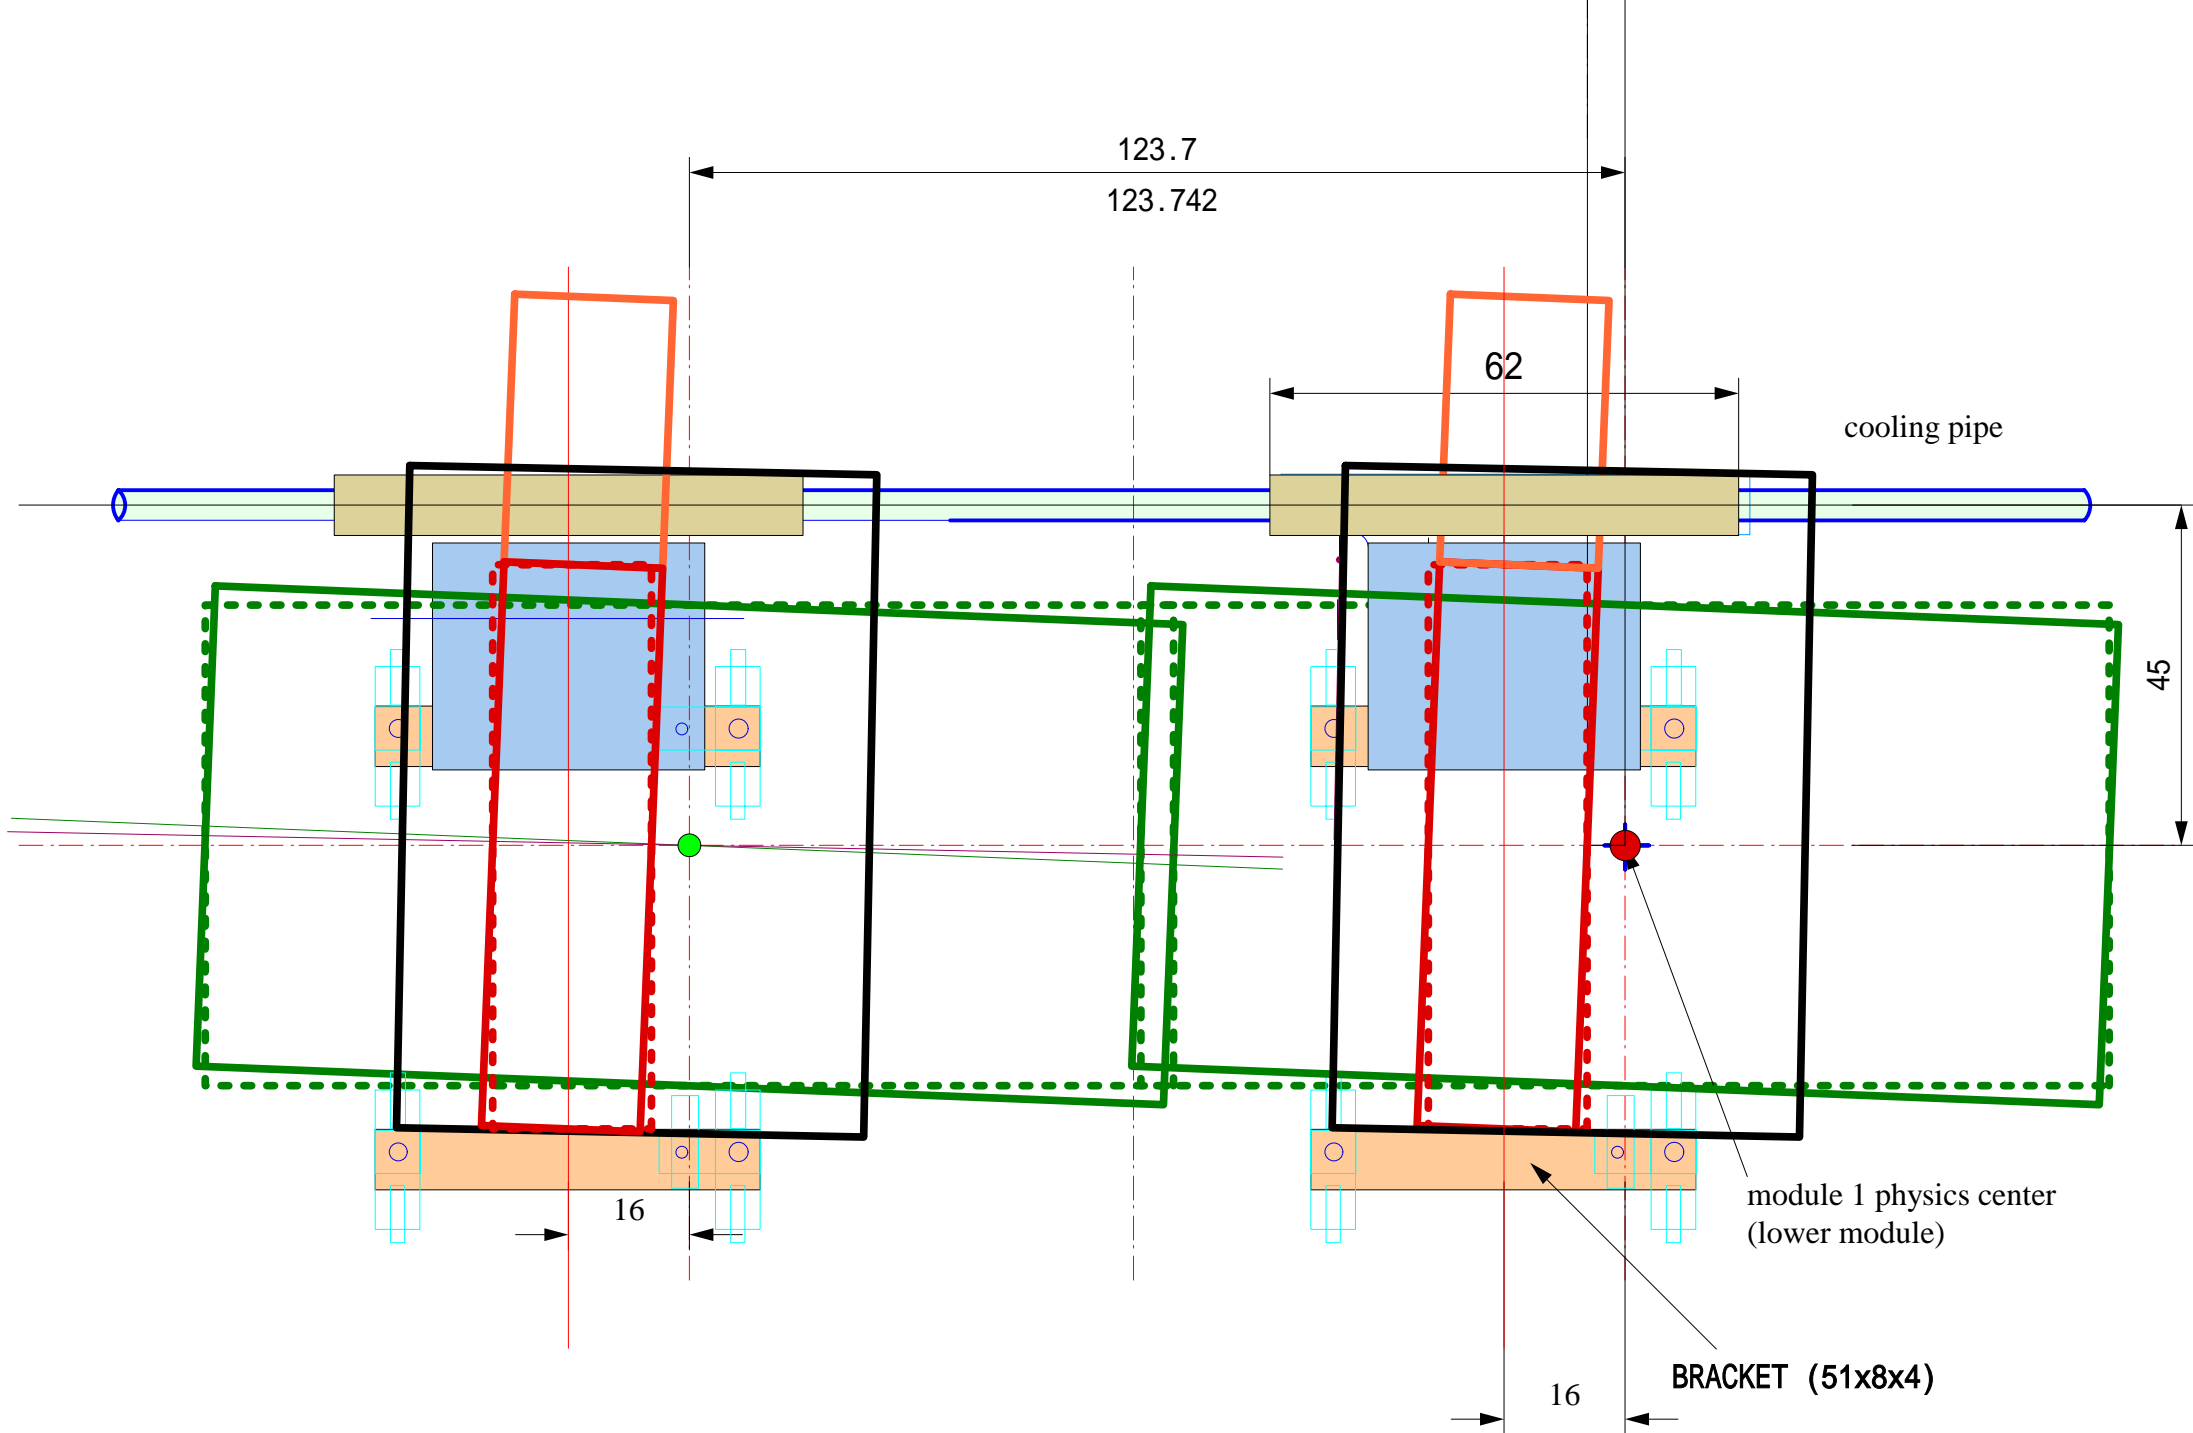 123.7
123.742
62
cooling pipe
45
16
module 1 physics center
(lower module)
BRACKET (51x8x4)
16